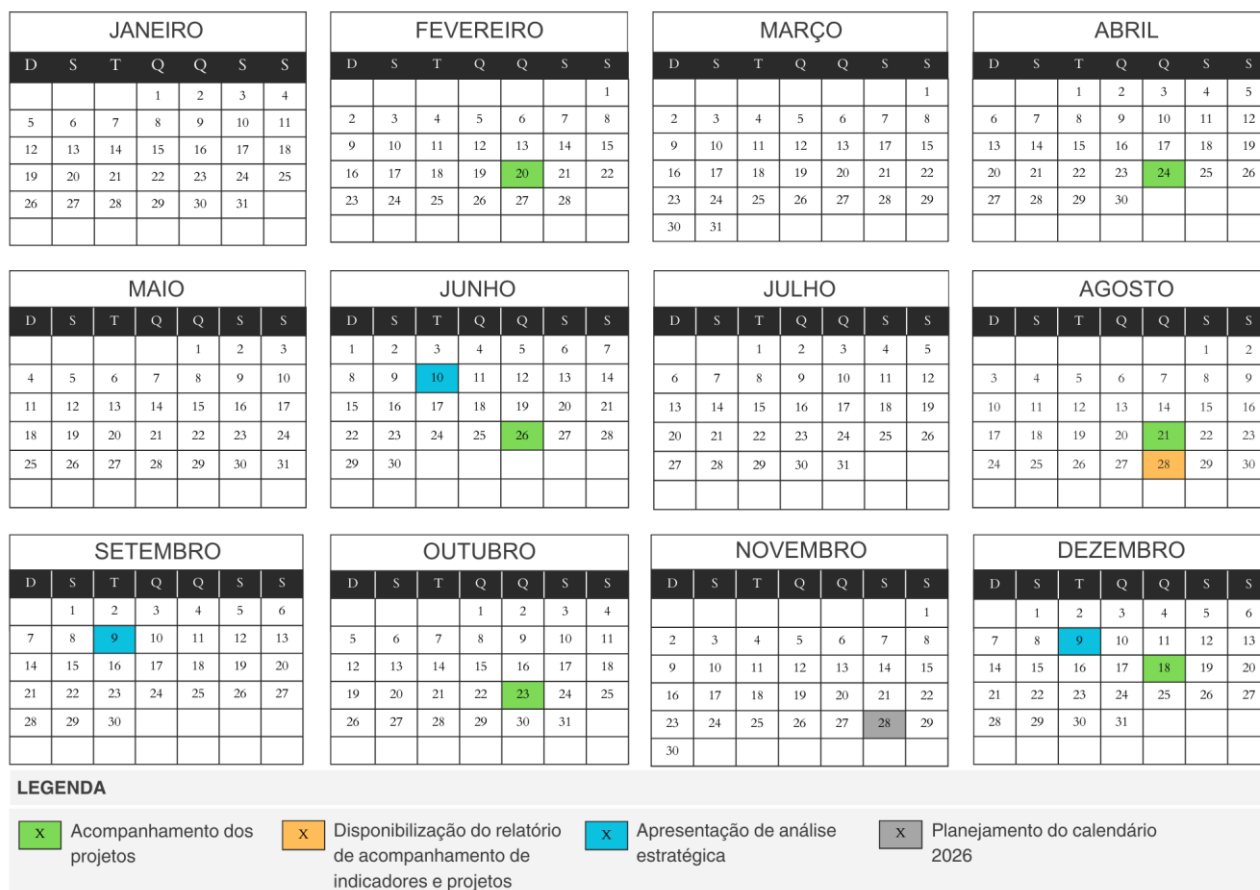 JANEIRO
D S T Q Q S S
1 2 3 4
5 6 7 8 9 10 11
12 13 14 15 16 17 18
19 20 21 22 23 24 25
26 27 28 29 30 31
FEVEREIRO
D S T Q Q S S
1
2 3 4 5 6 7 8
9 10 11 12 13 14 15
16 17 18 19 20 21 22
23 24 25 26 27 28
MARÇO
D S T Q Q S S
1
2 3 4 5 6 7 8
9 10 11 12 13 14 15
16 17 18 19 20 21 22
23 24 25 26 27 28 29
30 31
ABRIL
D S T Q Q S S
1 2 3 4 5
6 7 8 9 10 11 12
13 14 15 16 17 18 19
20 21 22 23 24 25 26
27 28 29 30
MAIO
D S T Q Q S S
1 2 3
4 5 6 7 8 9 10
11 12 13 14 15 16 17
18 19 20 21 22 23 24
25 26 27 28 29 30 31
JUNHO
D S T Q Q S S
1 2 3 4 5 6 7
8 9 10 11 12 13 14
15 16 17 18 19 20 21
22 23 24 25 26 27 28
29 30
JULHO
D S T Q Q S S
1 2 3 4 5
6 7 8 9 10 11 12
13 14 15 16 17 18 19
20 21 22 23 24 25 26
27 28 29 30 31
AGOSTO
D S T Q Q S S
1 2
3 4 5 6 7 8 9
10 11 12 13 14 15 16
17 18 19 20 21 22 23
24 25 26 27 28 29 30
SETEMBRO
D S T Q Q S S
1 2 3 4 5 6
7 8 9 10 11 12 13
14 15 16 17 18 19 20
21 22 23 24 25 26 27
28 29 30
OUTUBRO
D S T Q Q S S
1 2 3 4
5 6 7 8 9 10 11
12 13 14 15 16 17 18
19 20 21 22 23 24 25
26 27 28 29 30 31
NOVEMBRO
D S T Q Q S S
1
2 3 4 5 6 7 8
9 10 11 12 13 14 15
16 17 18 19 20 21 22
23 24 25 26 27 28 29
30
DEZEMBRO
D S T Q Q S S
1 2 3 4 5 6
7 8 9 10 11 12 13
14 15 16 17 18 19 20
21 22 23 24 25 26 27
28 29 30 31
LEGENDA
X Acompanhamento dos
projetos
X Disponibilização do relatório
de acompanhamento de
indicadores e projetos
X Apresentação de análise
estratégica
X Planejamento do calendário
2026